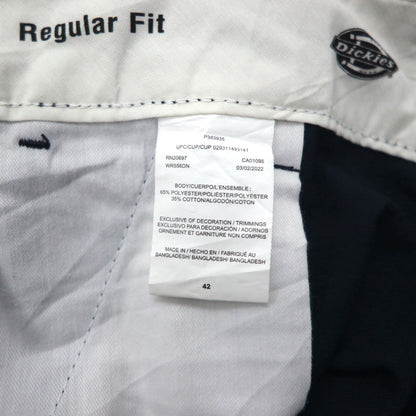 Regular Fit
Dickies
P383935
UPC/CUP/CUP 029311493141
RN20697 CA01096
WR556DN 03/02/2022
BODY/CUERPO/L'ENSEMBLE;
65% POLYESTER/POLIÉSTER/POLYESTER
35% COTTON/ALGODÓN/COTON
EXCLUSIVE OF DECORATION / TRIMMINGS
EXCLUSIVO DE DECORACIÓN / ADORNOS
ORNEMENT ET GARNITURE NON COMPRIS
MADE IN / HECHO EN / FABRIQUÉ AU
BANGLADESH/ BANGLADESH/ BANGLADESH
42